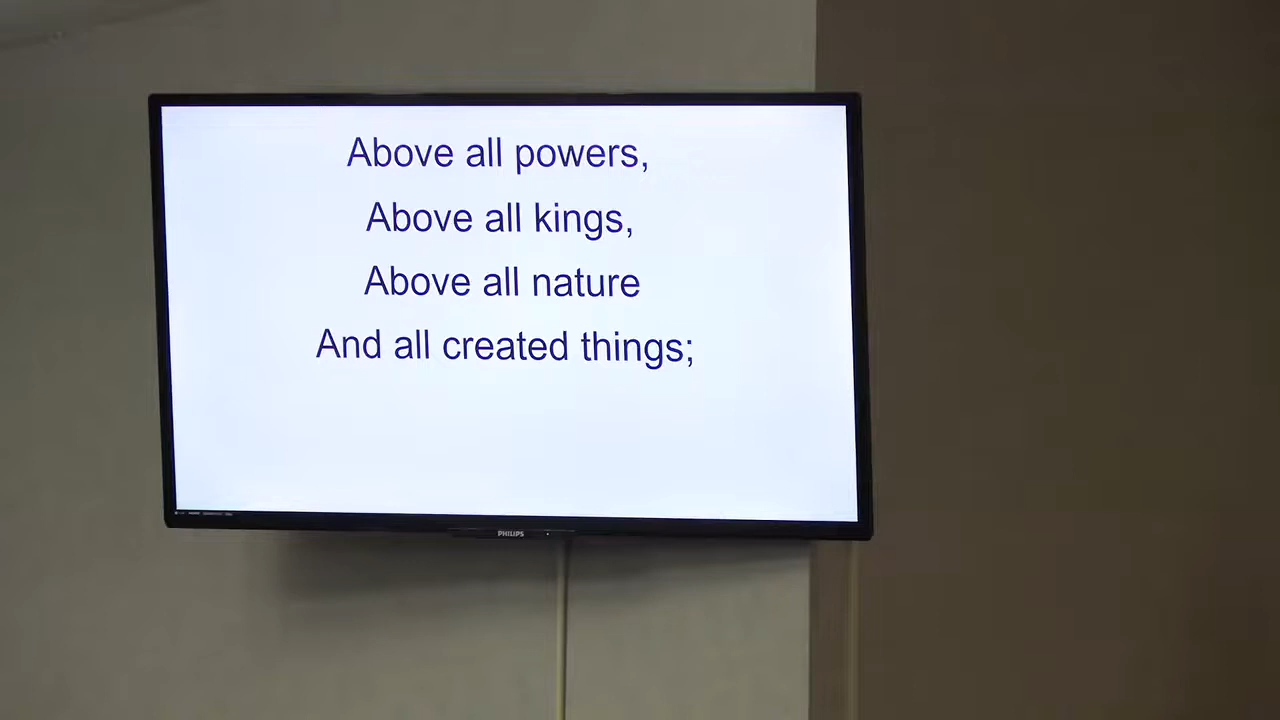 Above all powers,
Above all kings,
Above all nature
And all created things;
PHILIPS